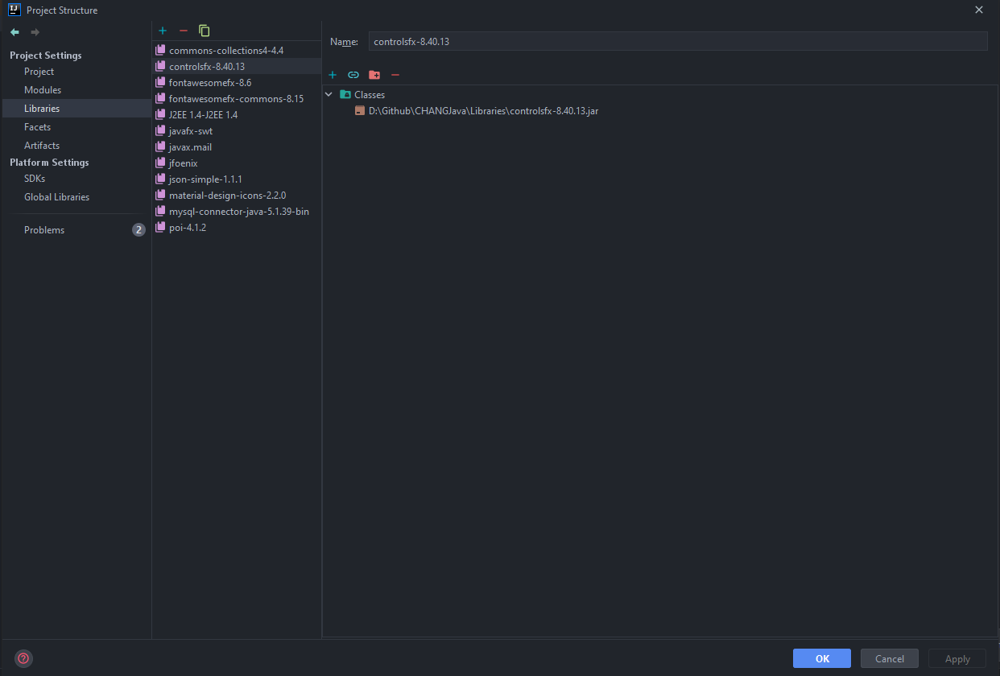 Project Structure
Project Settings
Project
Modules
Libraries
Facets
Artifacts
Platform Settings
SDKs
Global Libraries
Problems
2
commons-collections4-4.4
controlsfx-8.40.13
fontawesomefx-8.6
fontawesomefx-commons-8.15
J2EE 1.4-J2EE 1.4
javafx-swt
javax.mail
jfoenix
json-simple-1.1.1
material-design-icons-2.2.0
mysql-connector-java-5.1.39-bin
poi-4.1.2
Name: controlsfx-8.40.13
Classes
D:\Github\CHANGJava\Libraries\controlsfx-8.40.13.jar
OK Cancel Apply